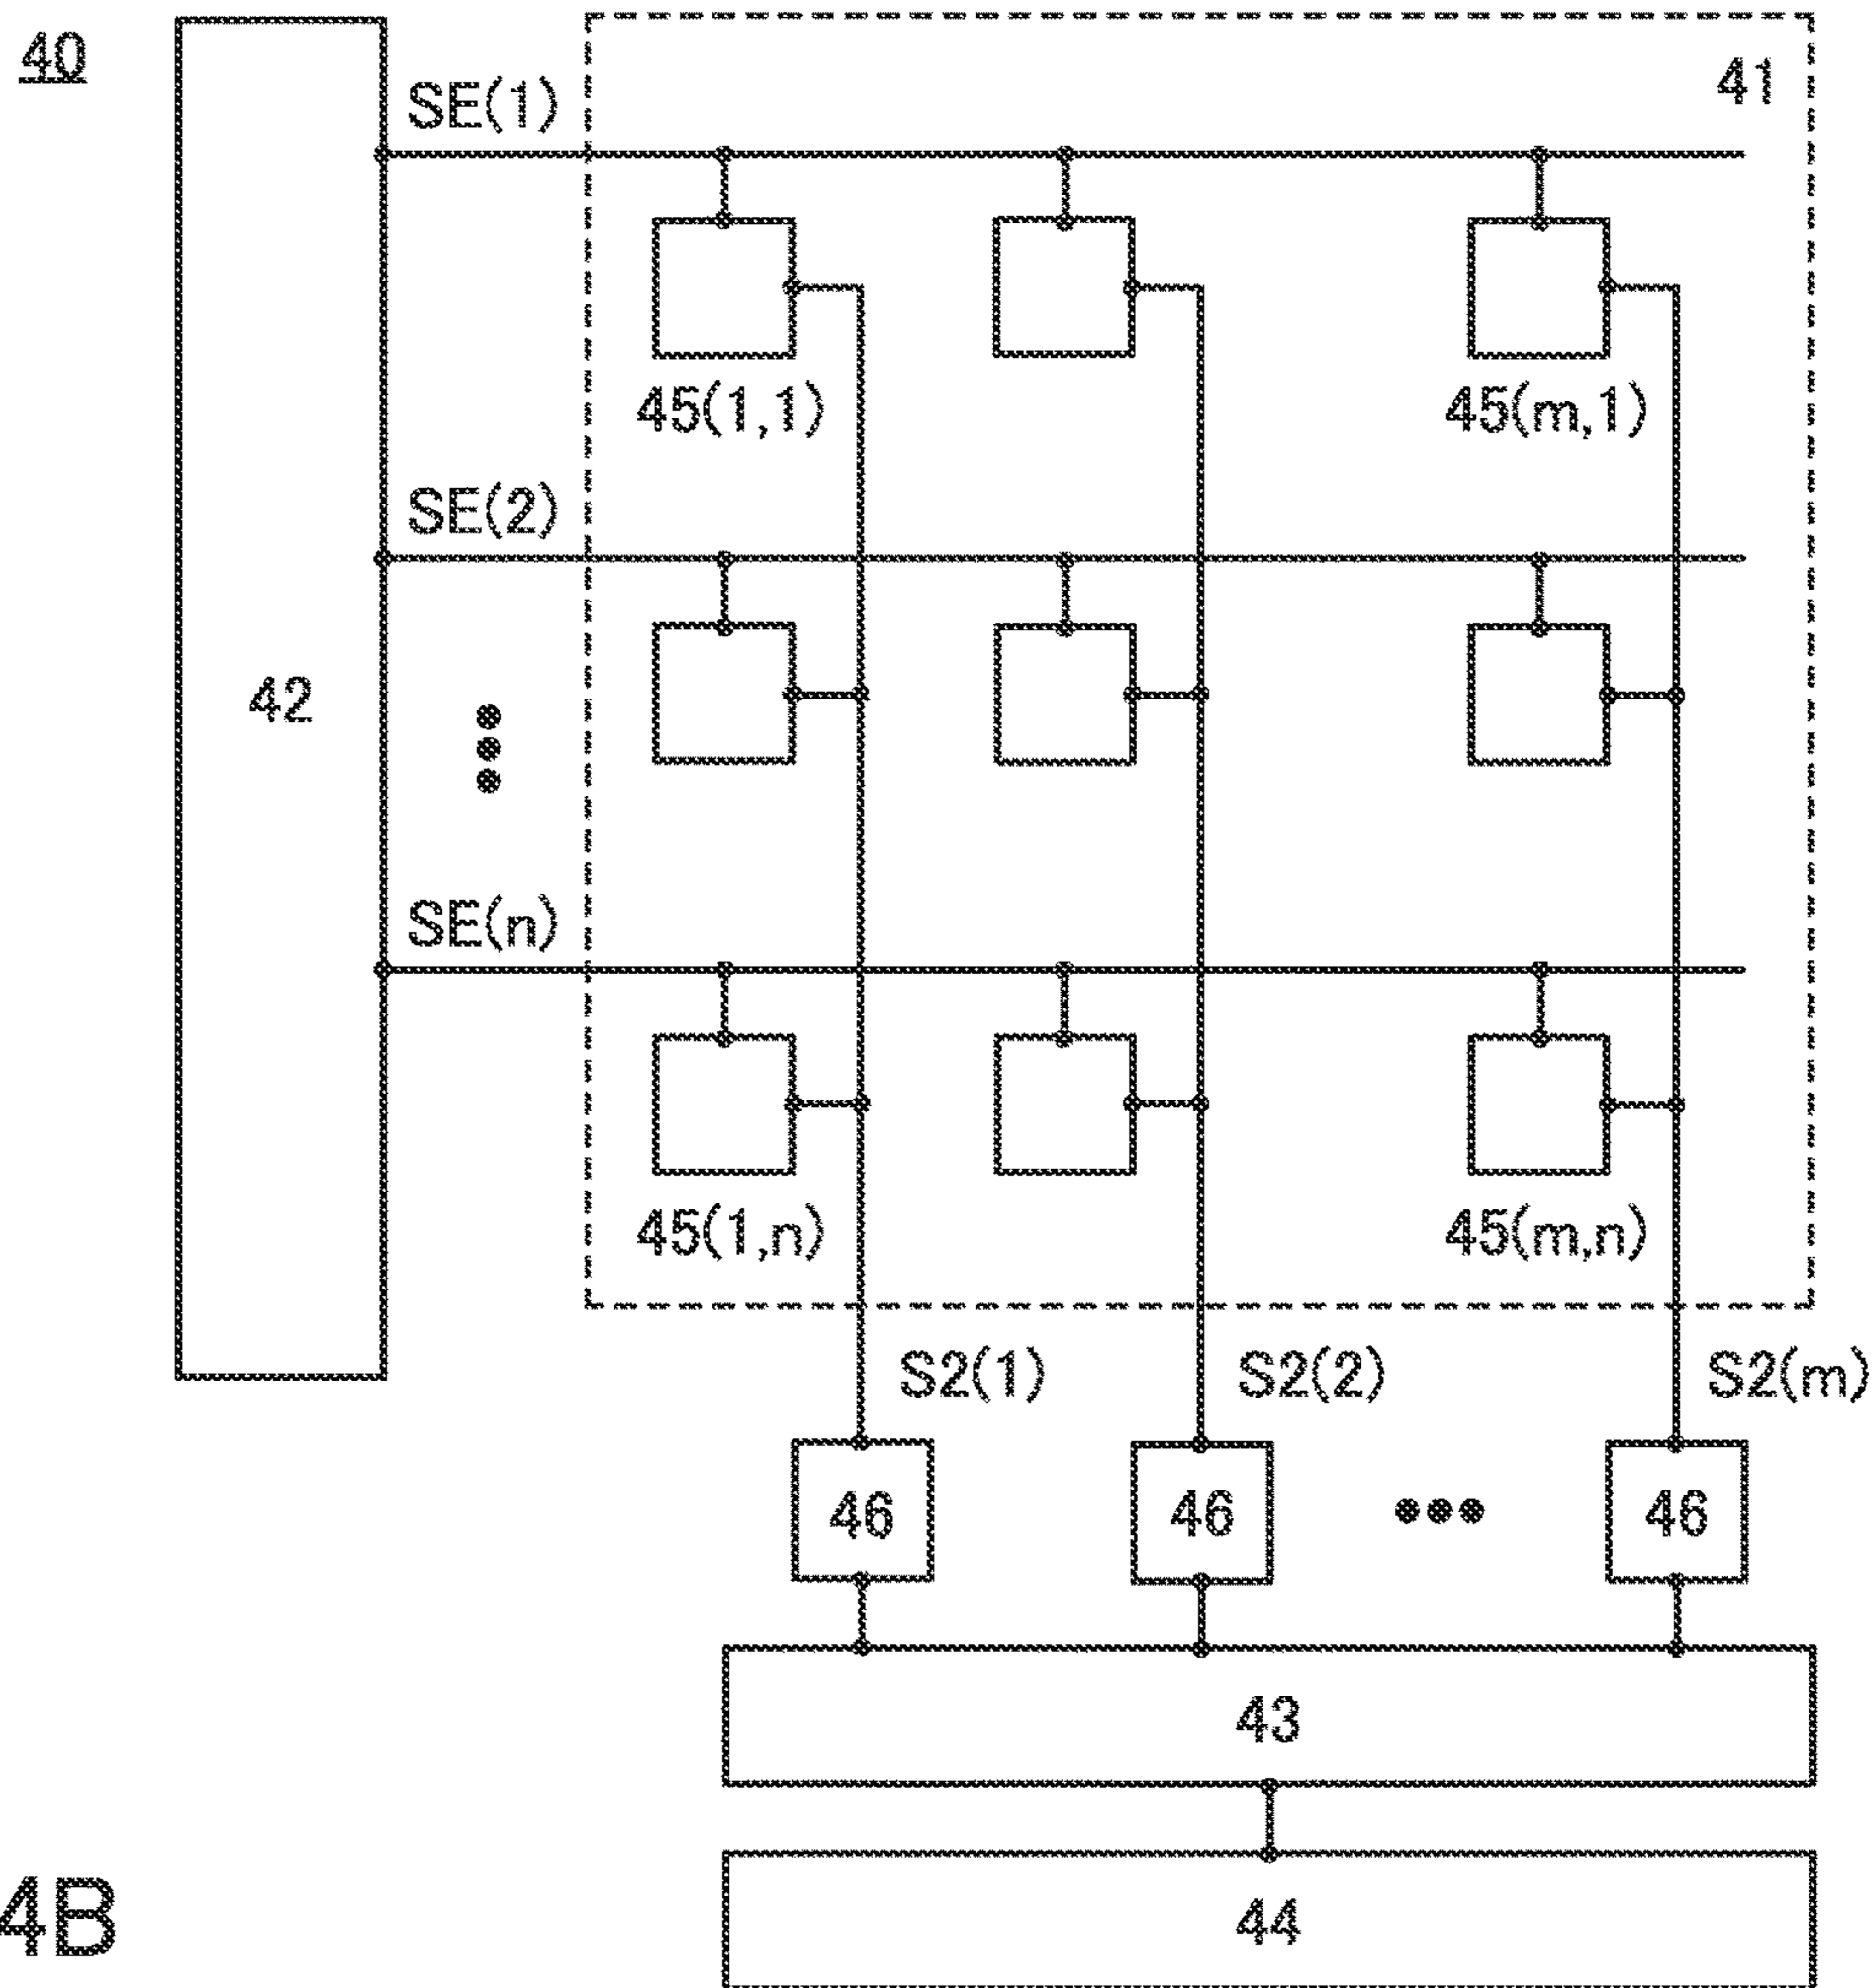 40
41
SE(1)
45(1,1)
45(m,1)
SE(2)
42
SE(n)
45(1,n)
45(m,n)
S2(1)
S2(2)
S2(m)
46
46
46
43
44
4B